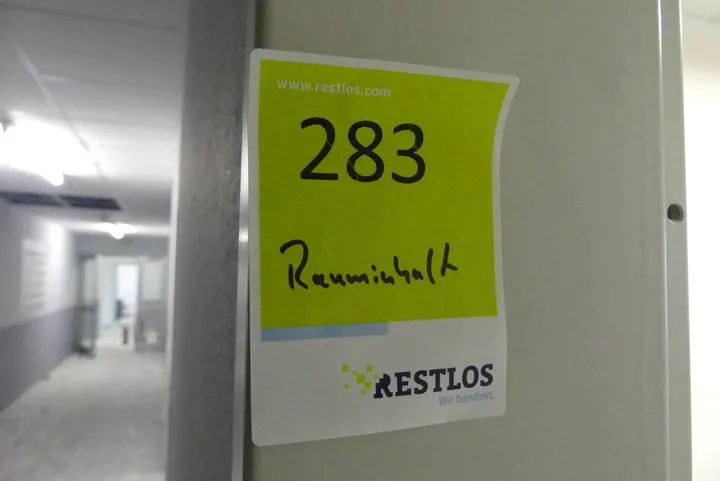 www.restlos.com
283
Rauminhalt
RESTLOS
Wir handeln.